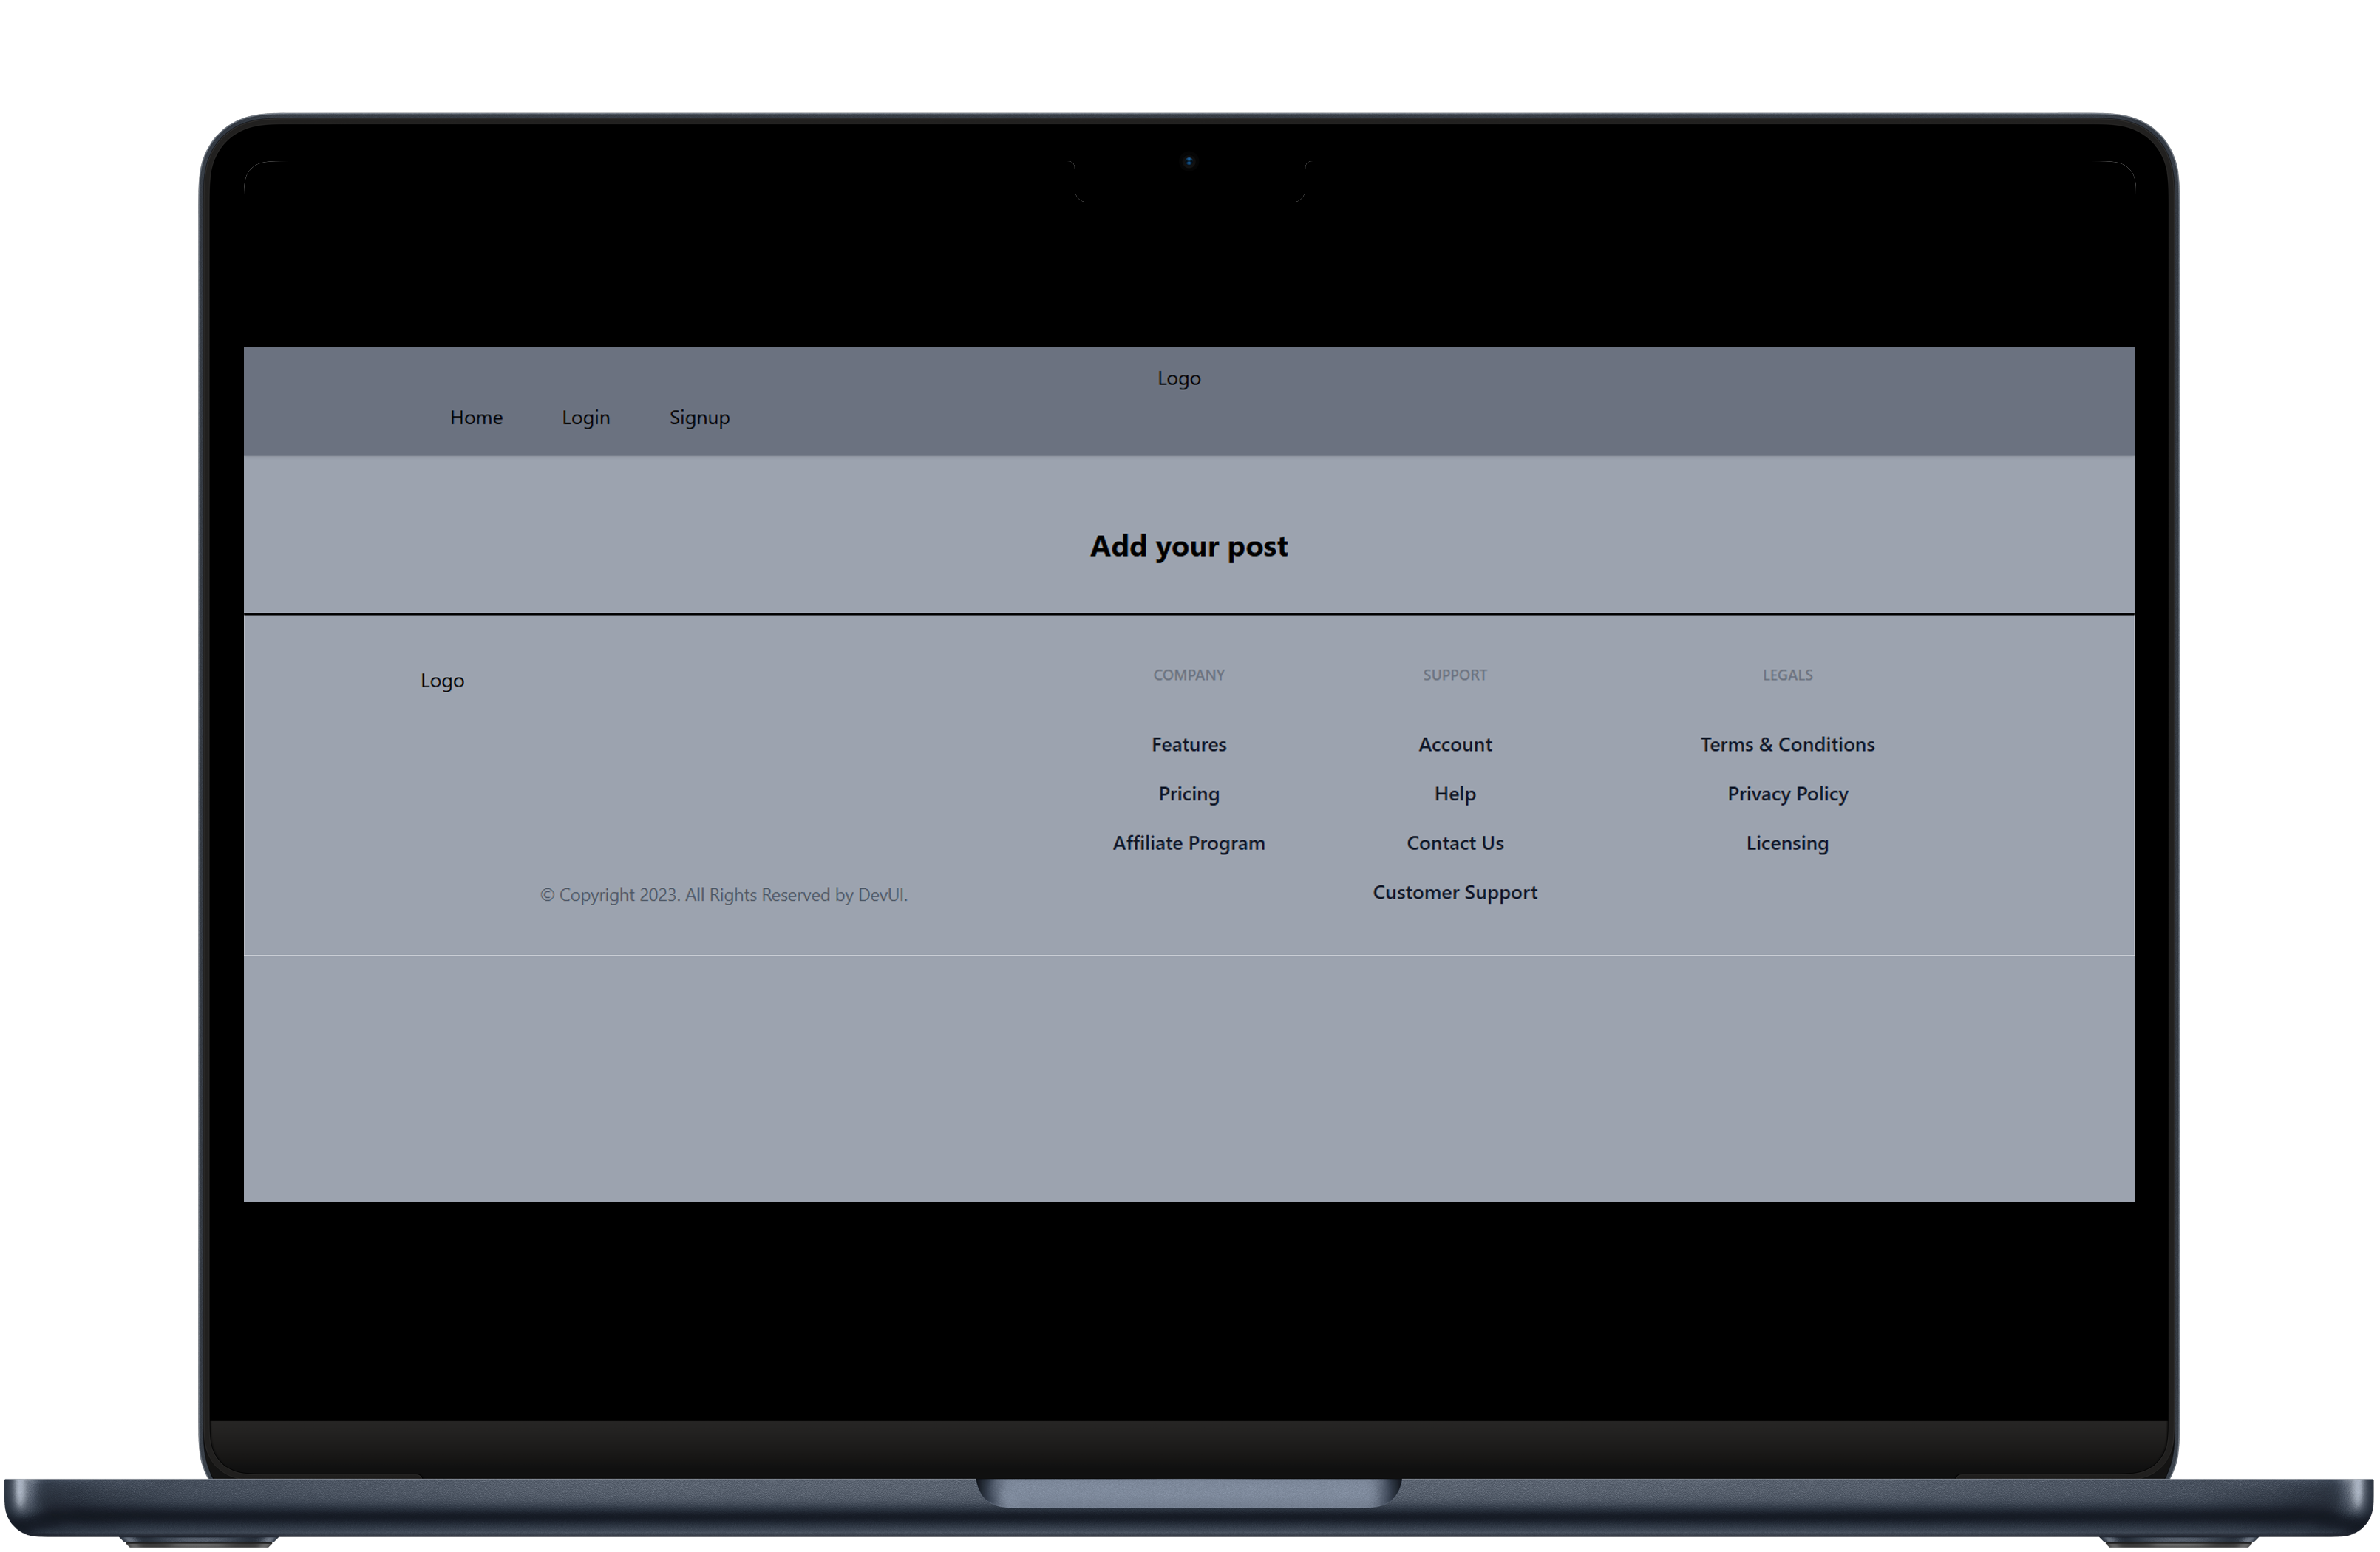 Logo
Home Login Signup
Add your post
Logo
COMPANY
Features
Pricing
Affiliate Program
SUPPORT
Account
Help
Contact Us
Customer Support
LEGALS
Terms & Conditions
Privacy Policy
Licensing
© Copyright 2023. All Rights Reserved by DevUI.